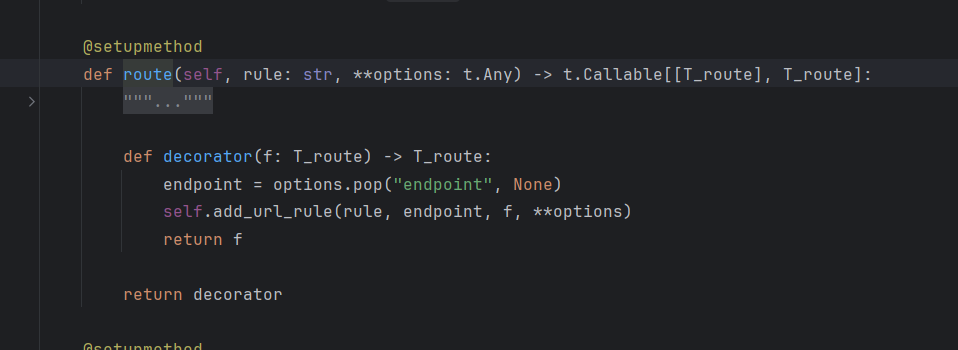 @setupmethod
def route(self, rule: str, **options: t.Any) -> t.Callable[[T_route], T_route]:
"""..."""
def decorator(f: T_route) -> T_route:
endpoint = options.pop("endpoint", None)
self.add_url_rule(rule, endpoint, f, **options)
return f
return decorator
@setupmethod